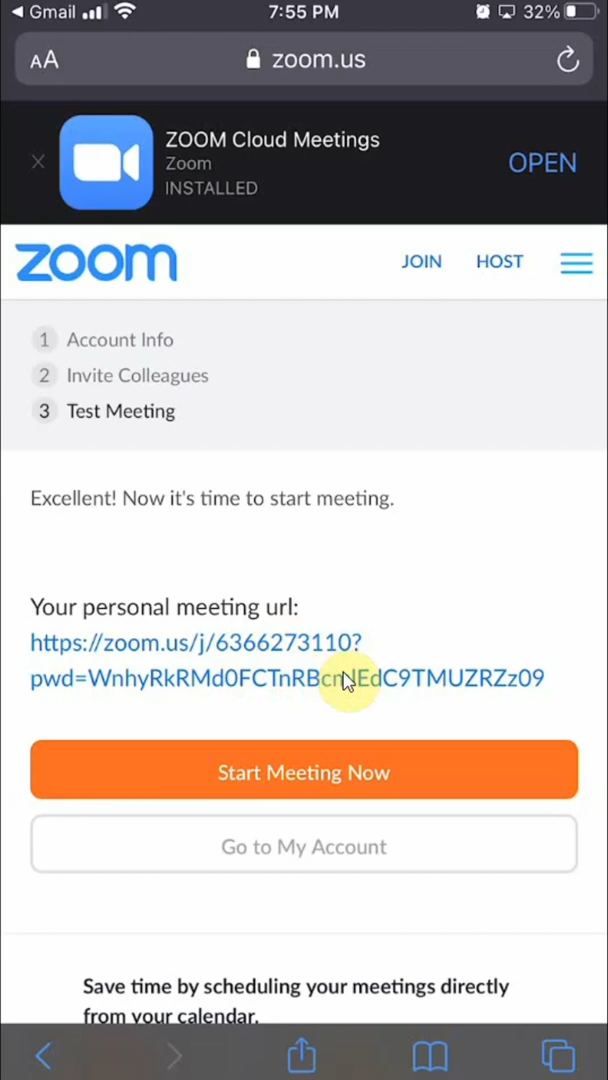 Gmail 7:55 PM 32%
AA zoom.us
ZOOM Cloud Meetings
Zoom
INSTALLED
OPEN
zoom JOIN HOST
1 Account Info
2 Invite Colleagues
3 Test Meeting
Excellent! Now it's time to start meeting.
Your personal meeting url:
https://zoom.us/j/6366273110?
Start Meeting Now
Go to My Account
Save time by scheduling your meetings directly
from your calendar.